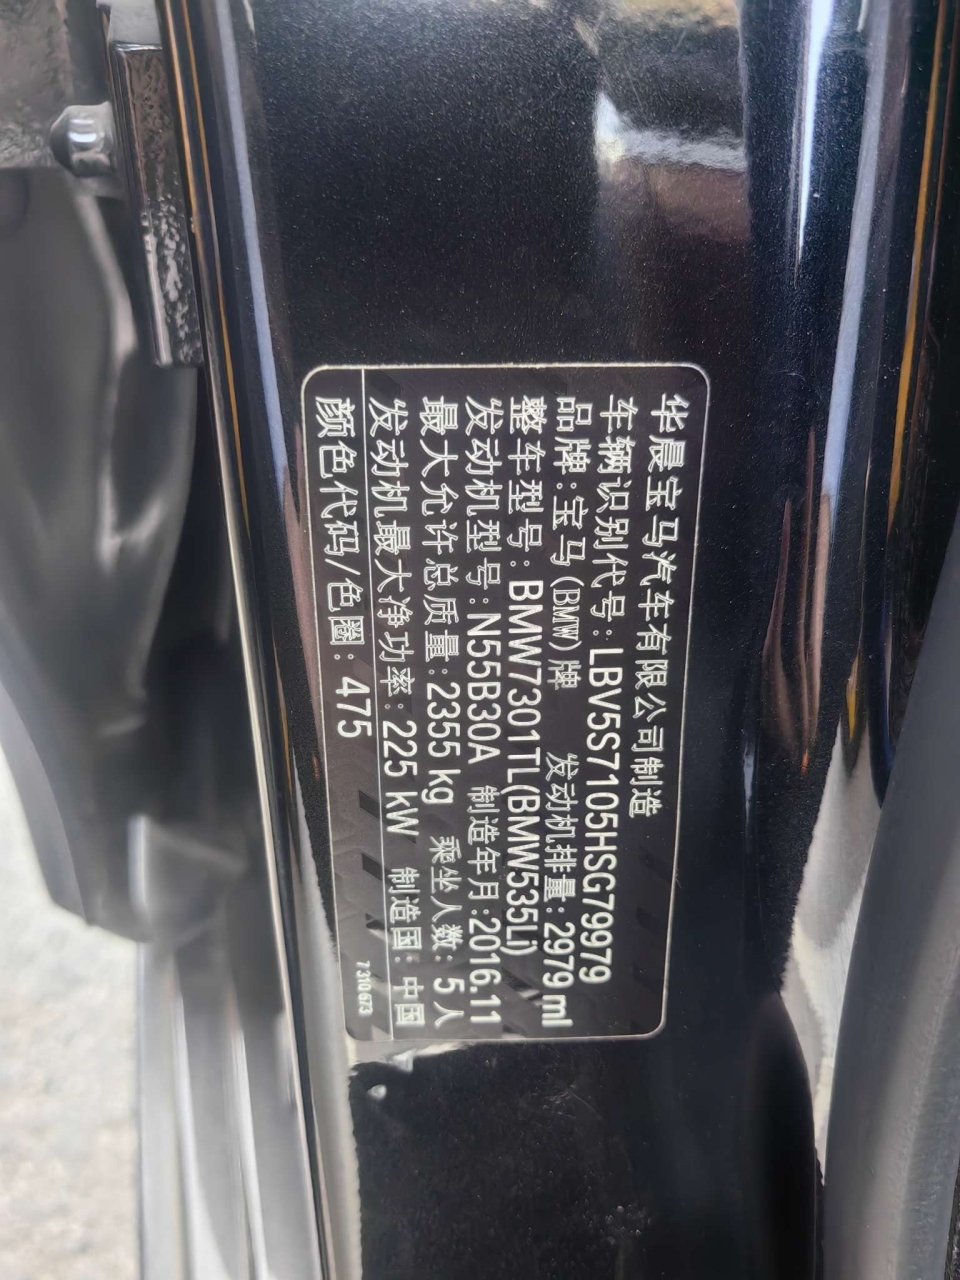 华晨宝马汽车有限公司制造
车辆识别代号:LBV5S7105HSG79979
品牌:宝马(BMW)牌 发动机排量:2979 ml
整车型号:BMW7301TL(BMW535Li)
发动机型号:N55B30A 制造年月:2016.11
最大允许总质量:2355 kg 乘坐人数:5人
发动机最大净功率:225 kW 制造国:中国
颜色代码/色圈:475
7 310 673